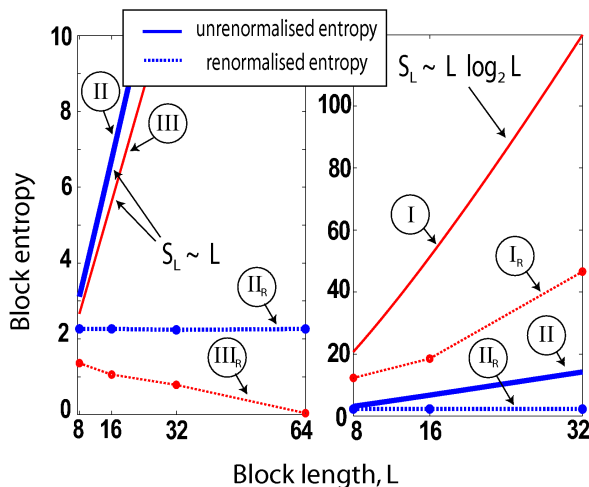 unrenormalised entropy
renormalised entropy
Block entropy
10
8
6
4
2
0
8 16 32 64
II
III
S_L ~ L
II_R
III_R
100
80
60
40
20
0
8 16 32
S_L ~ L log_2 L
I
I_R
II
II_R
Block length, L